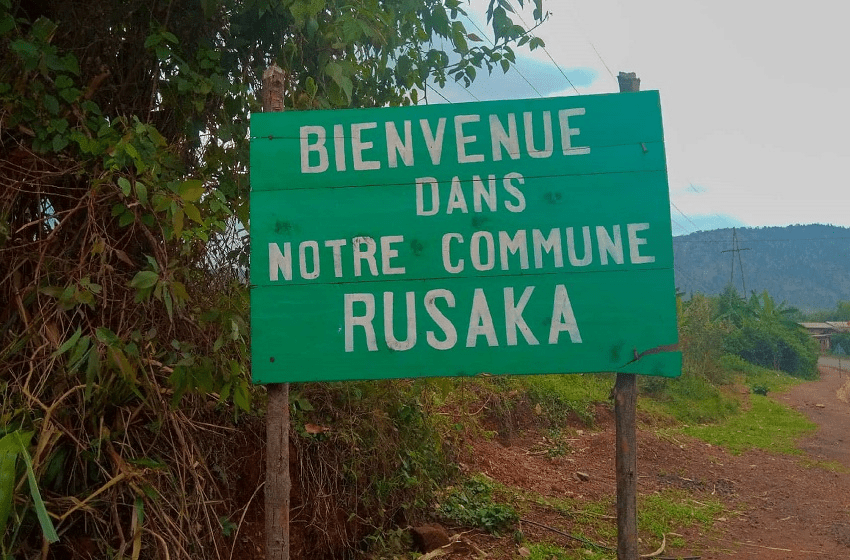 BIENVENUE
DANS
NOTRE COMMUNE
RUSAKA